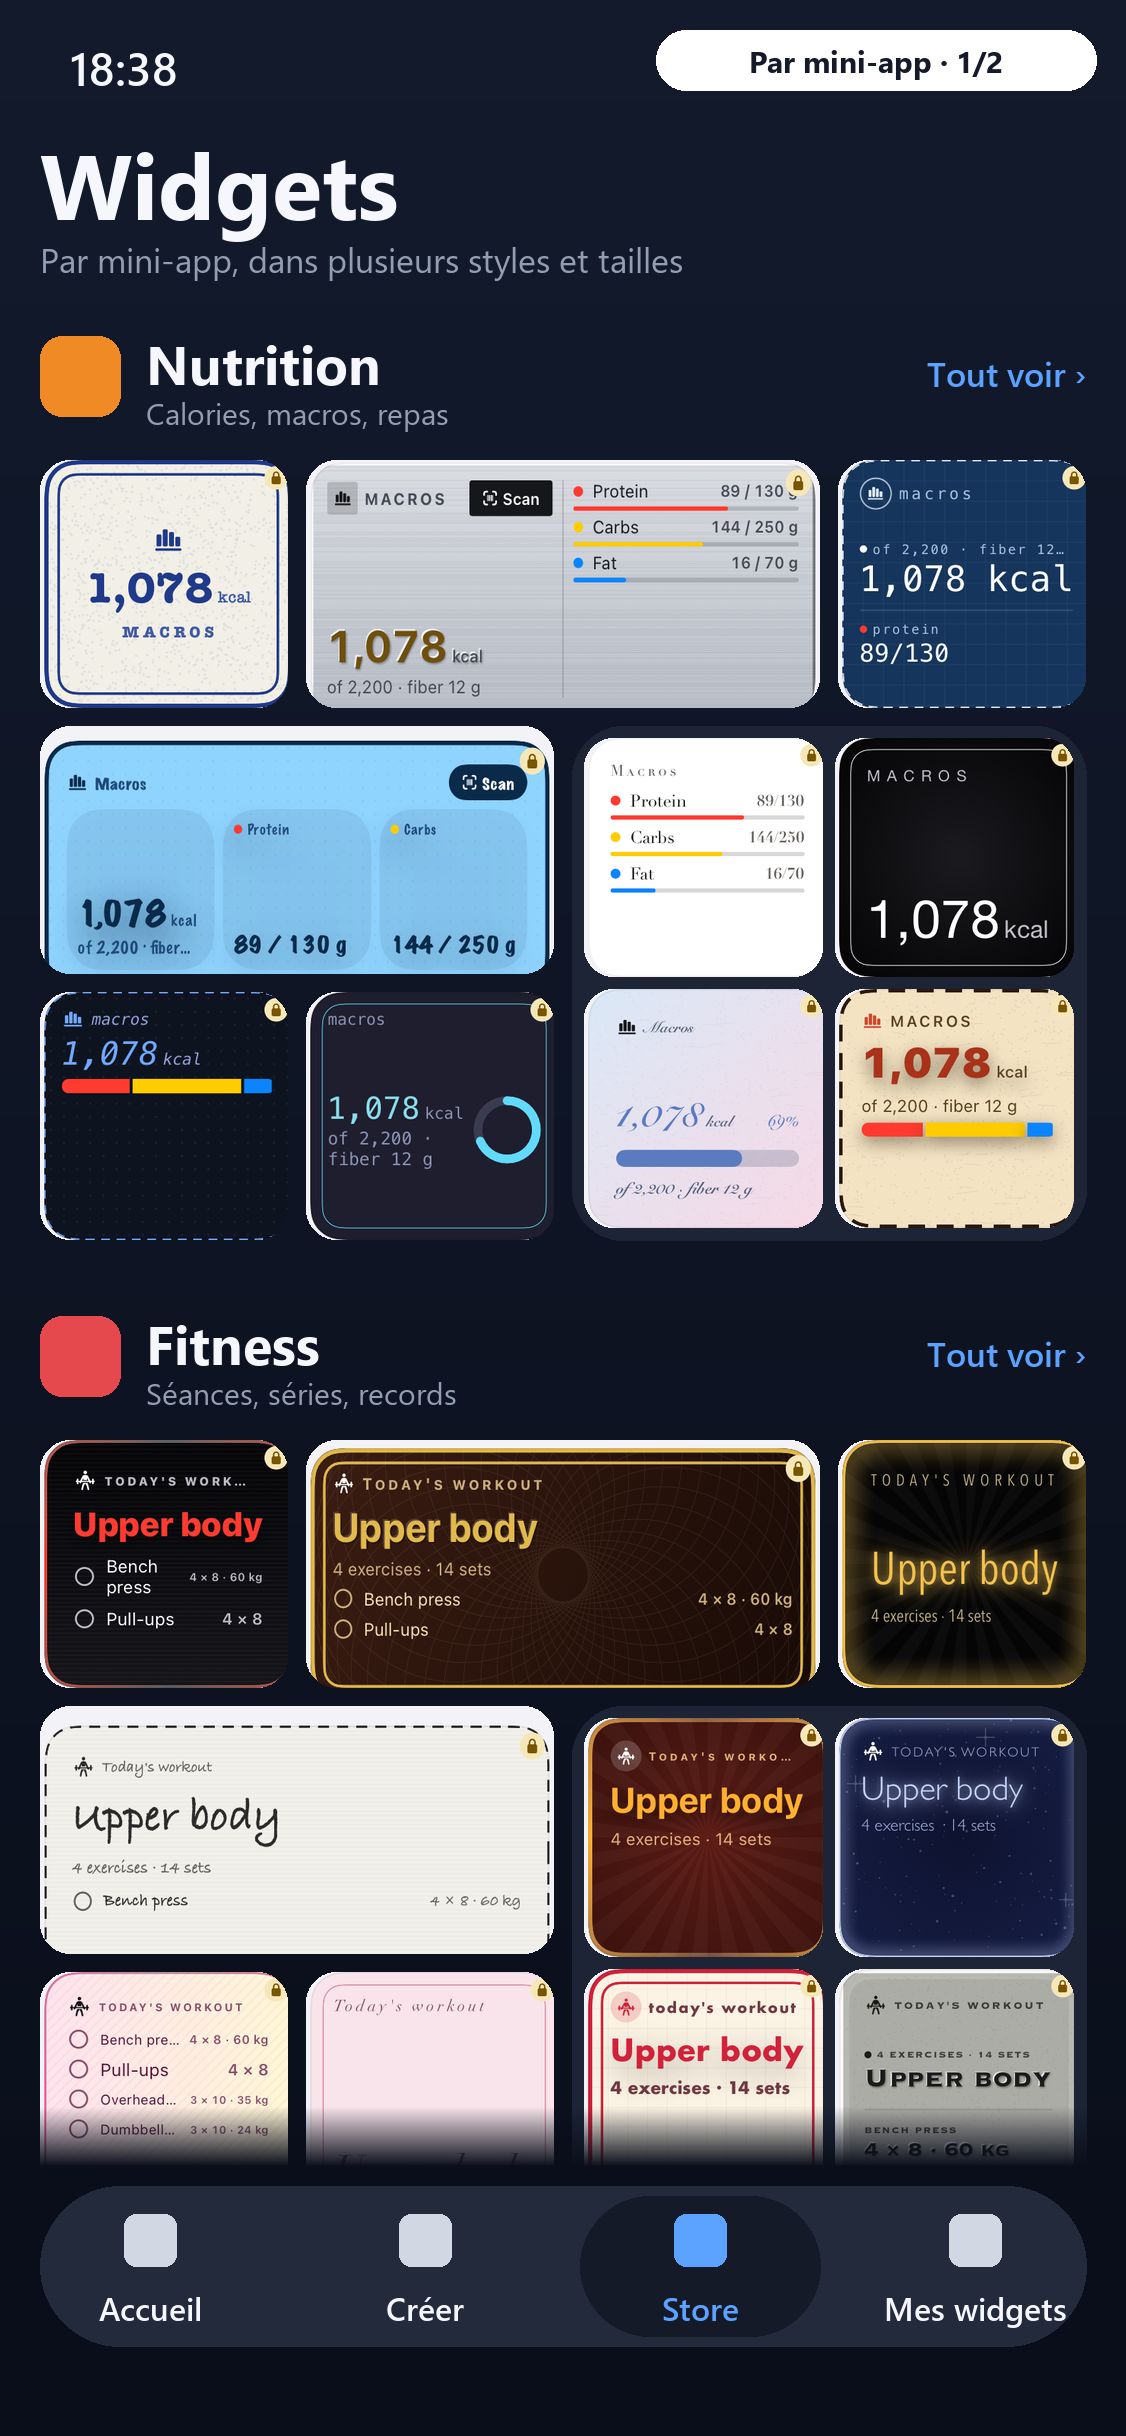 18:38
Par mini-app · 1/2
Widgets
Par mini-app, dans plusieurs styles et tailles
Nutrition
Calories, macros, repas
Tout voir ›
1,078 kcal
MACROS
MACROS
Scan
1,078 kcal
of 2,200 · fiber 12 g
Protein 89 / 130 g
Carbs 144 / 250 g
Fat 16 / 70 g
macros
of 2,200 · fiber 12…
1,078 kcal
protein
89/130
Macros
Scan
1,078 kcal
of 2,200 · fiber…
Protein
89 / 130 g
Carbs
144 / 250 g
Macros
Protein 89/130
Carbs 144/250
Fat 16/70
MACROS
1,078 kcal
macros
1,078 kcal
macros
1,078 kcal
of 2,200 ·
fiber 12 g
Macros
1,078 kcal 69%
of 2,200 · fiber 12 g
MACROS
1,078 kcal
of 2,200 · fiber 12 g
Fitness
Séances, séries, records
Tout voir ›
TODAY'S WORK…
Upper body
Bench press 4 × 8 · 60 kg
Pull-ups 4 × 8
TODAY'S WORKOUT
Upper body
4 exercises · 14 sets
Bench press 4 × 8 · 60 kg
Pull-ups 4 × 8
TODAY'S WORKOUT
Upper body
4 exercises · 14 sets
Today's workout
Upper body
4 exercises · 14 sets
Bench press 4 × 8 · 60 kg
TODAY'S WORKO…
Upper body
4 exercises · 14 sets
TODAY'S WORKOUT
Upper body
4 exercises · 14 sets
TODAY'S WORKOUT
Bench pre… 4 × 8 · 60 kg
Pull-ups 4 × 8
Overhead… 3 × 10 · 35 kg
Dumbbell… 3 × 10 · 24 kg
Today's workout
today's workout
Upper body
4 exercises · 14 sets
TODAY'S WORKOUT
4 EXERCISES · 14 SETS
UPPER BODY
BENCH PRESS
4 × 8 · 60 KG
Accueil
Créer
Store
Mes widgets